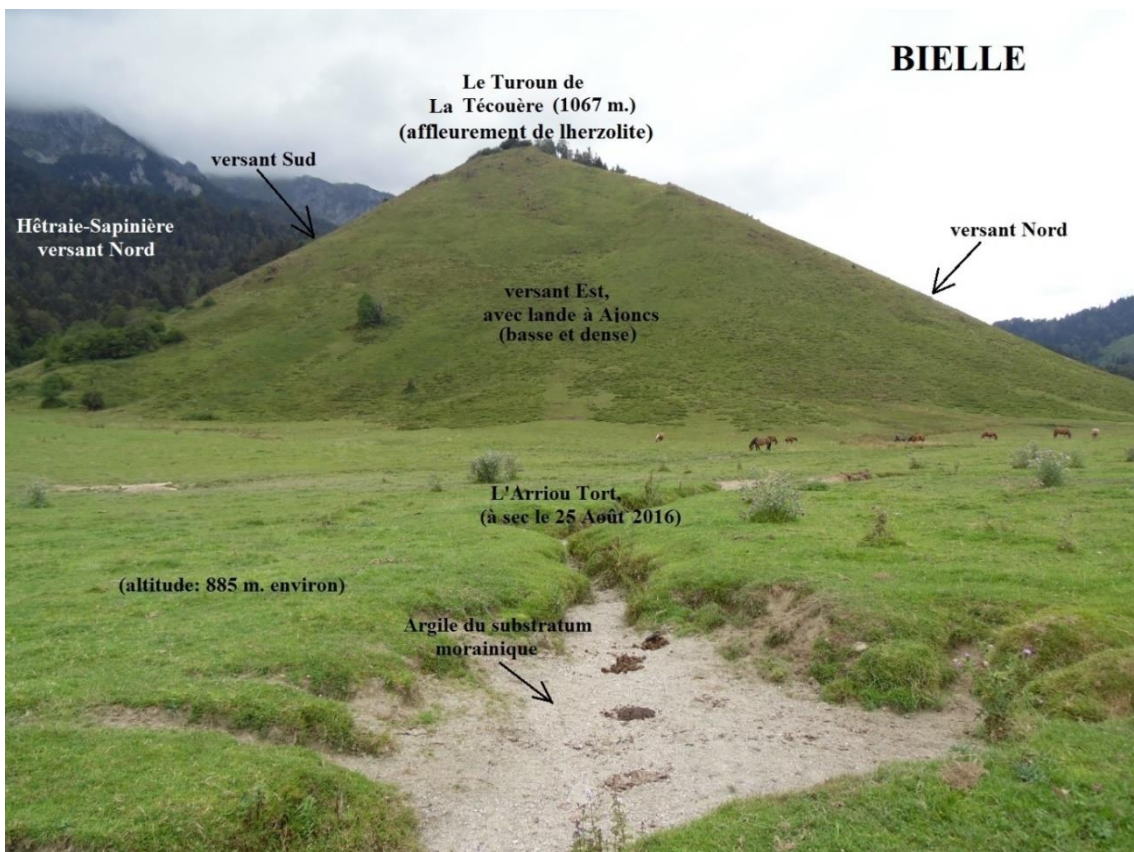 BIELLE
Le Turoun de
La Técouère (1067 m.)
(affleurement de lherzolite)
versant Sud
Hêtraie-Sapinière
versant Nord
versant Nord
versant Est,
avec lande à Ajoncs
(basse et dense)
L'Arriou Tort,
(à sec le 25 Août 2016)
(altitude: 885 m. environ)
Argile du substratum
morainique